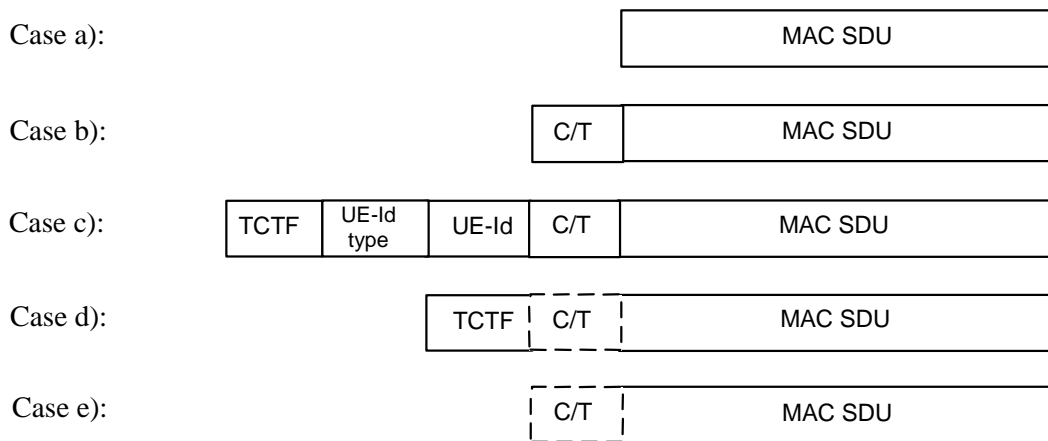 Case a): MAC SDU
Case b): C/T MAC SDU
Case c): TCTF UE-Id type UE-Id C/T MAC SDU
Case d): TCTF C/T MAC SDU
Case e): C/T MAC SDU